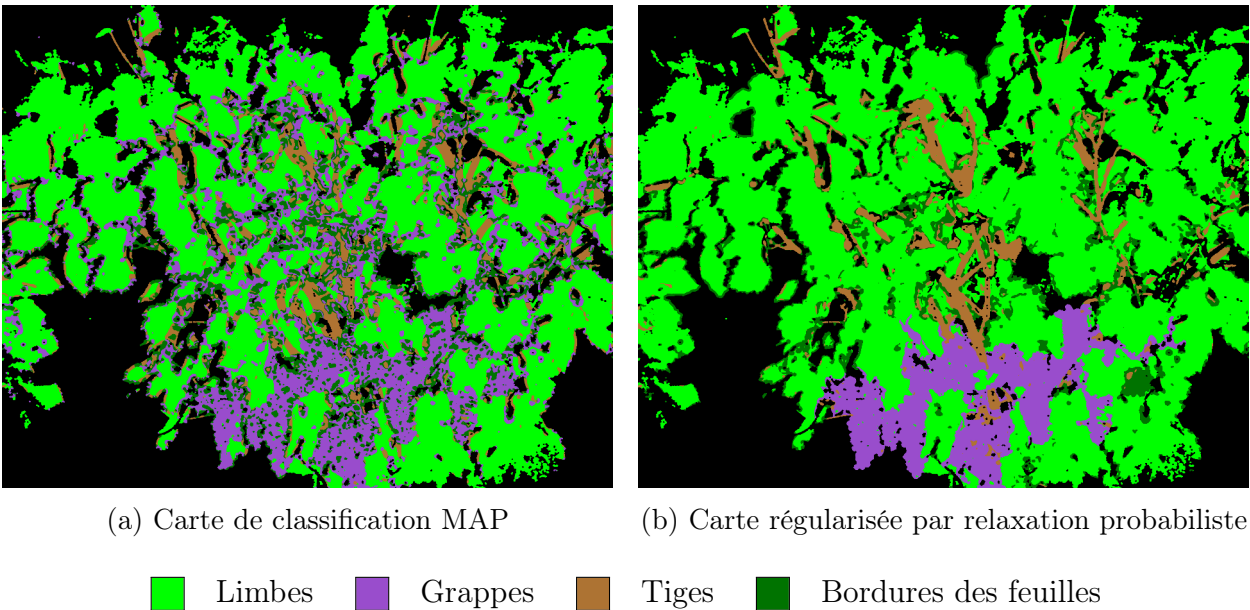 (a) Carte de classification MAP
(b) Carte régularisée par relaxation probabiliste
Limbes
Grappes
Tiges
Bordures des feuilles